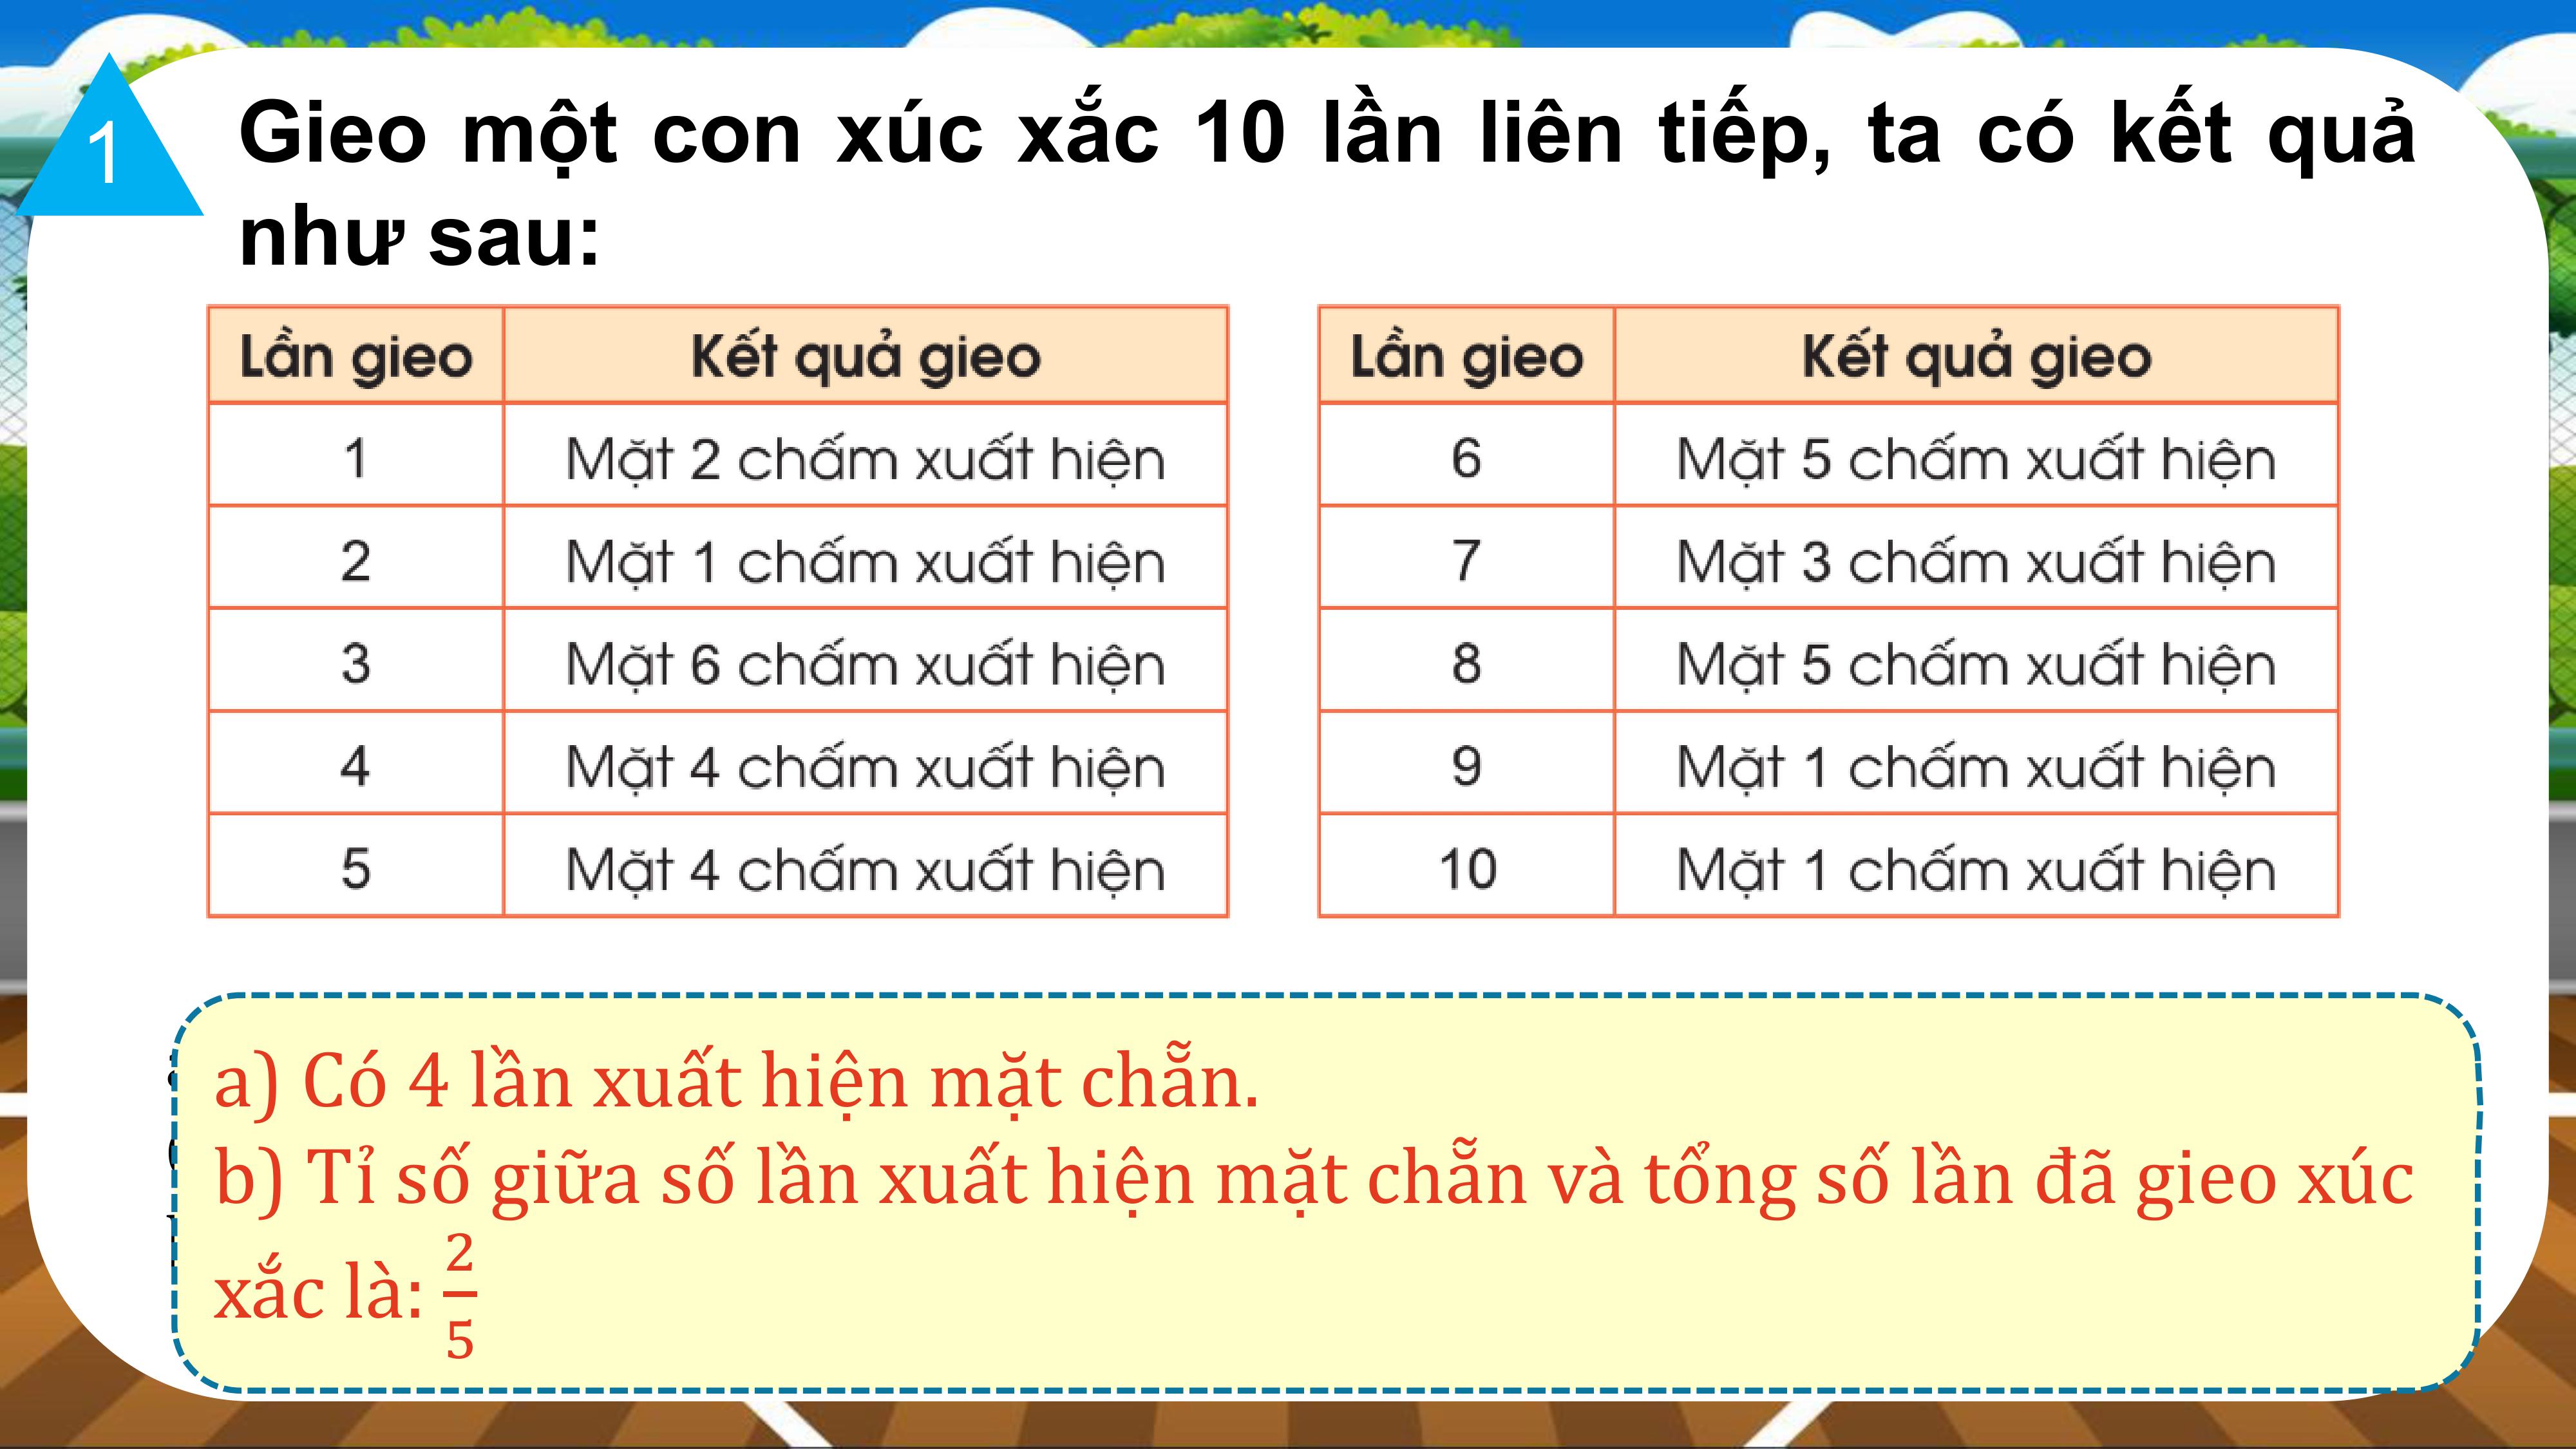 1
Gieo một con xúc xắc 10 lần liên tiếp, ta có kết quả
như sau:
Lần gieo Kết quả gieo
1 Mặt 2 chấm xuất hiện
2 Mặt 1 chấm xuất hiện
3 Mặt 6 chấm xuất hiện
4 Mặt 4 chấm xuất hiện
5 Mặt 4 chấm xuất hiện
Lần gieo Kết quả gieo
6 Mặt 5 chấm xuất hiện
7 Mặt 3 chấm xuất hiện
8 Mặt 5 chấm xuất hiện
9 Mặt 1 chấm xuất hiện
10 Mặt 1 chấm xuất hiện
a) Có 4 lần xuất hiện mặt chẵn.
b) Tỉ số giữa số lần xuất hiện mặt chẵn và tổng số lần đã gieo xúc
xắc là: 2/5